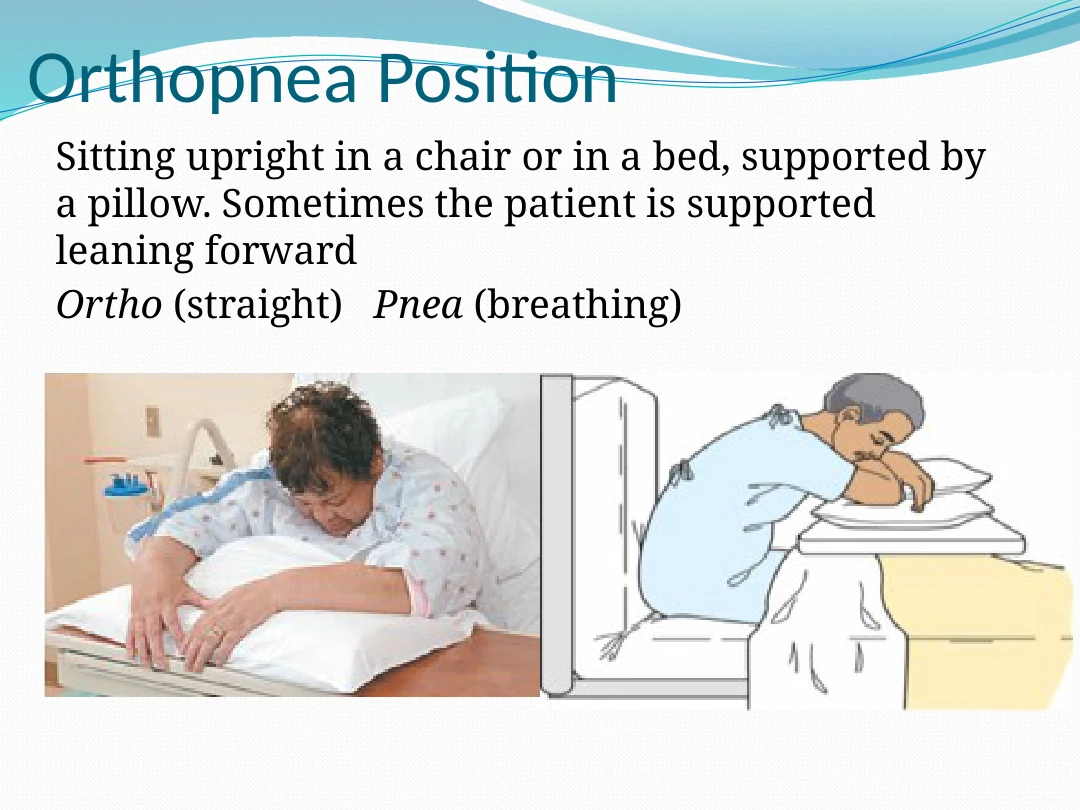 Orthopnea Position
Sitting upright in a chair or in a bed, supported by
a pillow. Sometimes the patient is supported
leaning forward
Ortho (straight)   Pnea (breathing)